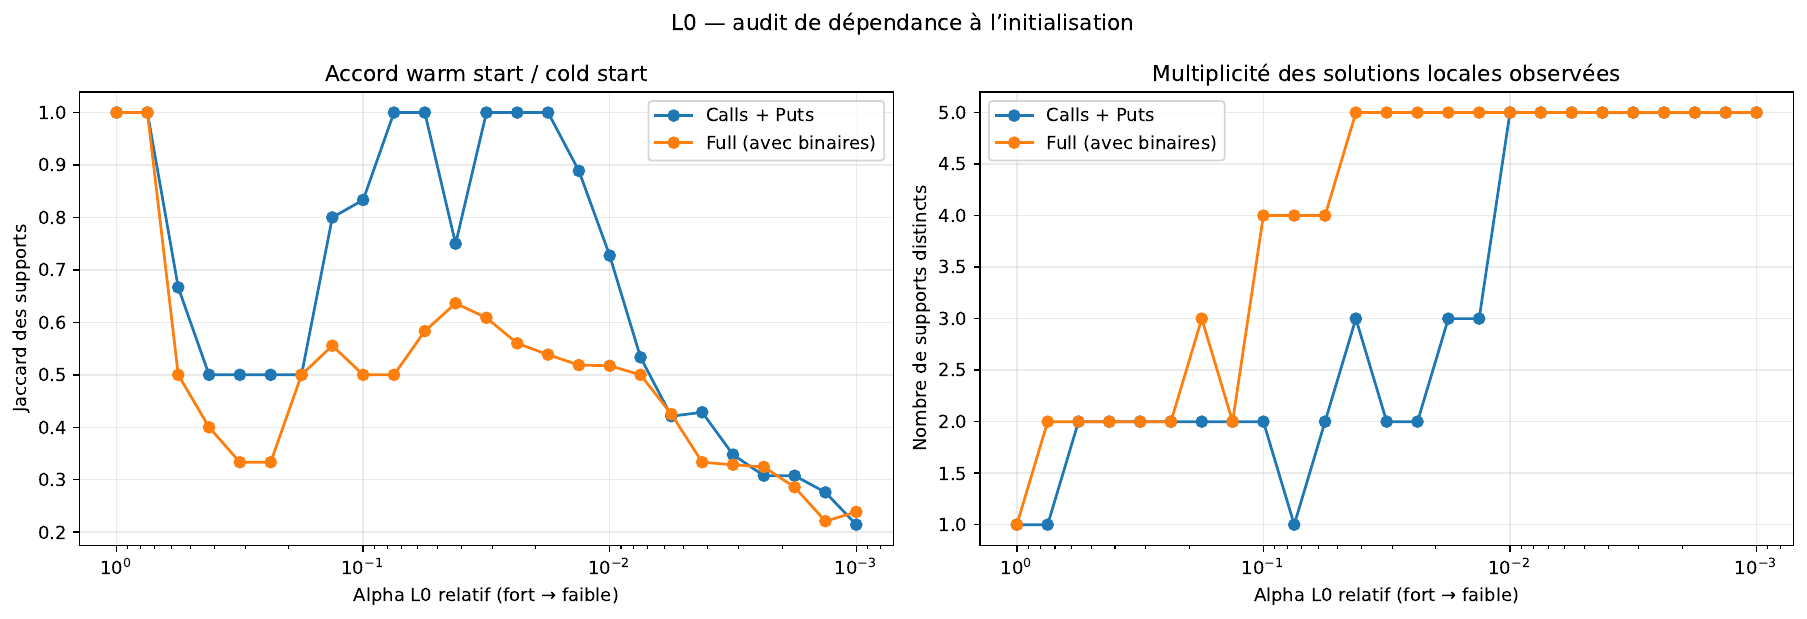 L0 — audit de dépendance à l’initialisation
Accord warm start / cold start
Jaccard des supports
1.0
0.9
0.8
0.7
0.6
0.5
0.4
0.3
0.2
Calls + Puts
Full (avec binaires)
10⁰
10⁻¹
10⁻²
10⁻³
Alpha L0 relatif (fort → faible)
Multiplicité des solutions locales observées
Nombre de supports distincts
5.0
4.5
4.0
3.5
3.0
2.5
2.0
1.5
1.0
Calls + Puts
Full (avec binaires)
10⁰
10⁻¹
10⁻²
10⁻³
Alpha L0 relatif (fort → faible)